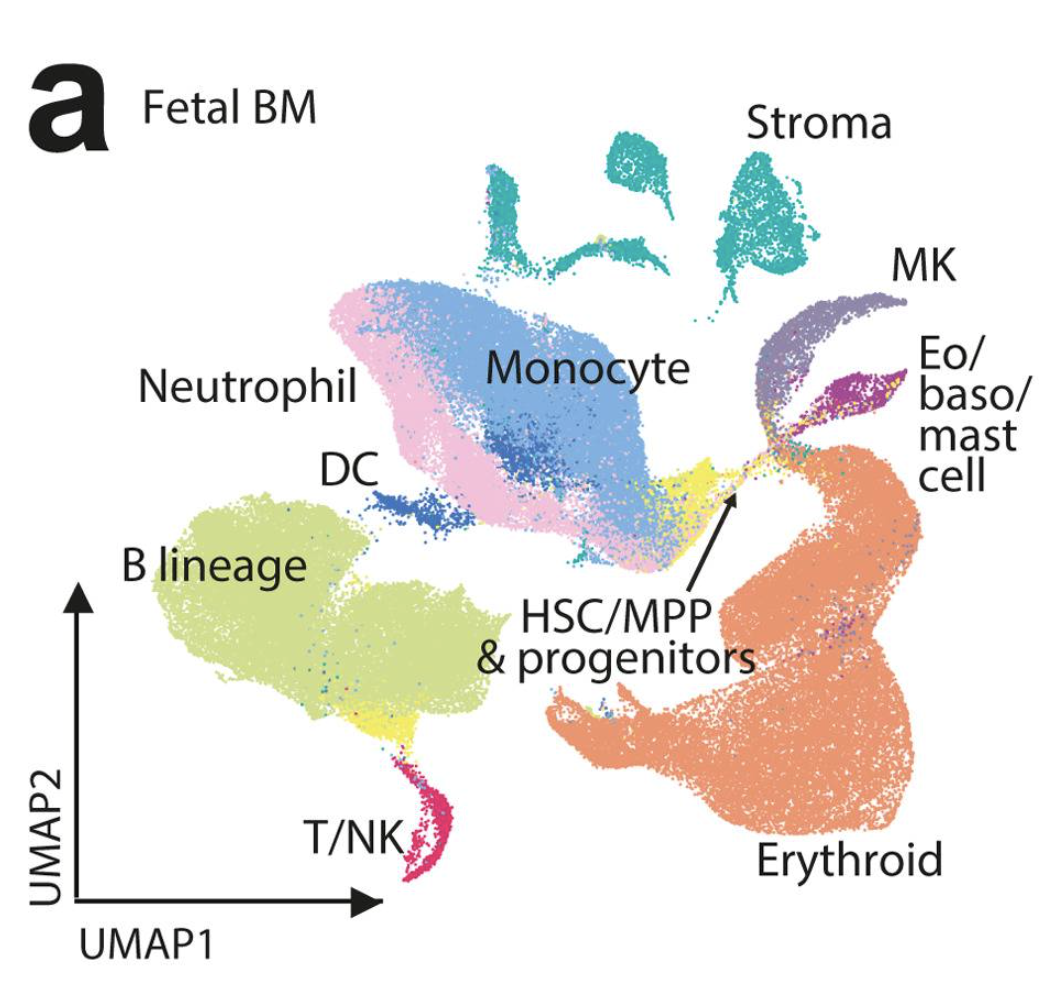 a Fetal BM
Stroma
MK
Eo/
baso/
mast
cell
Monocyte
Neutrophil
DC
B lineage
HSC/MPP
& progenitors
T/NK
Erythroid
UMAP2
UMAP1